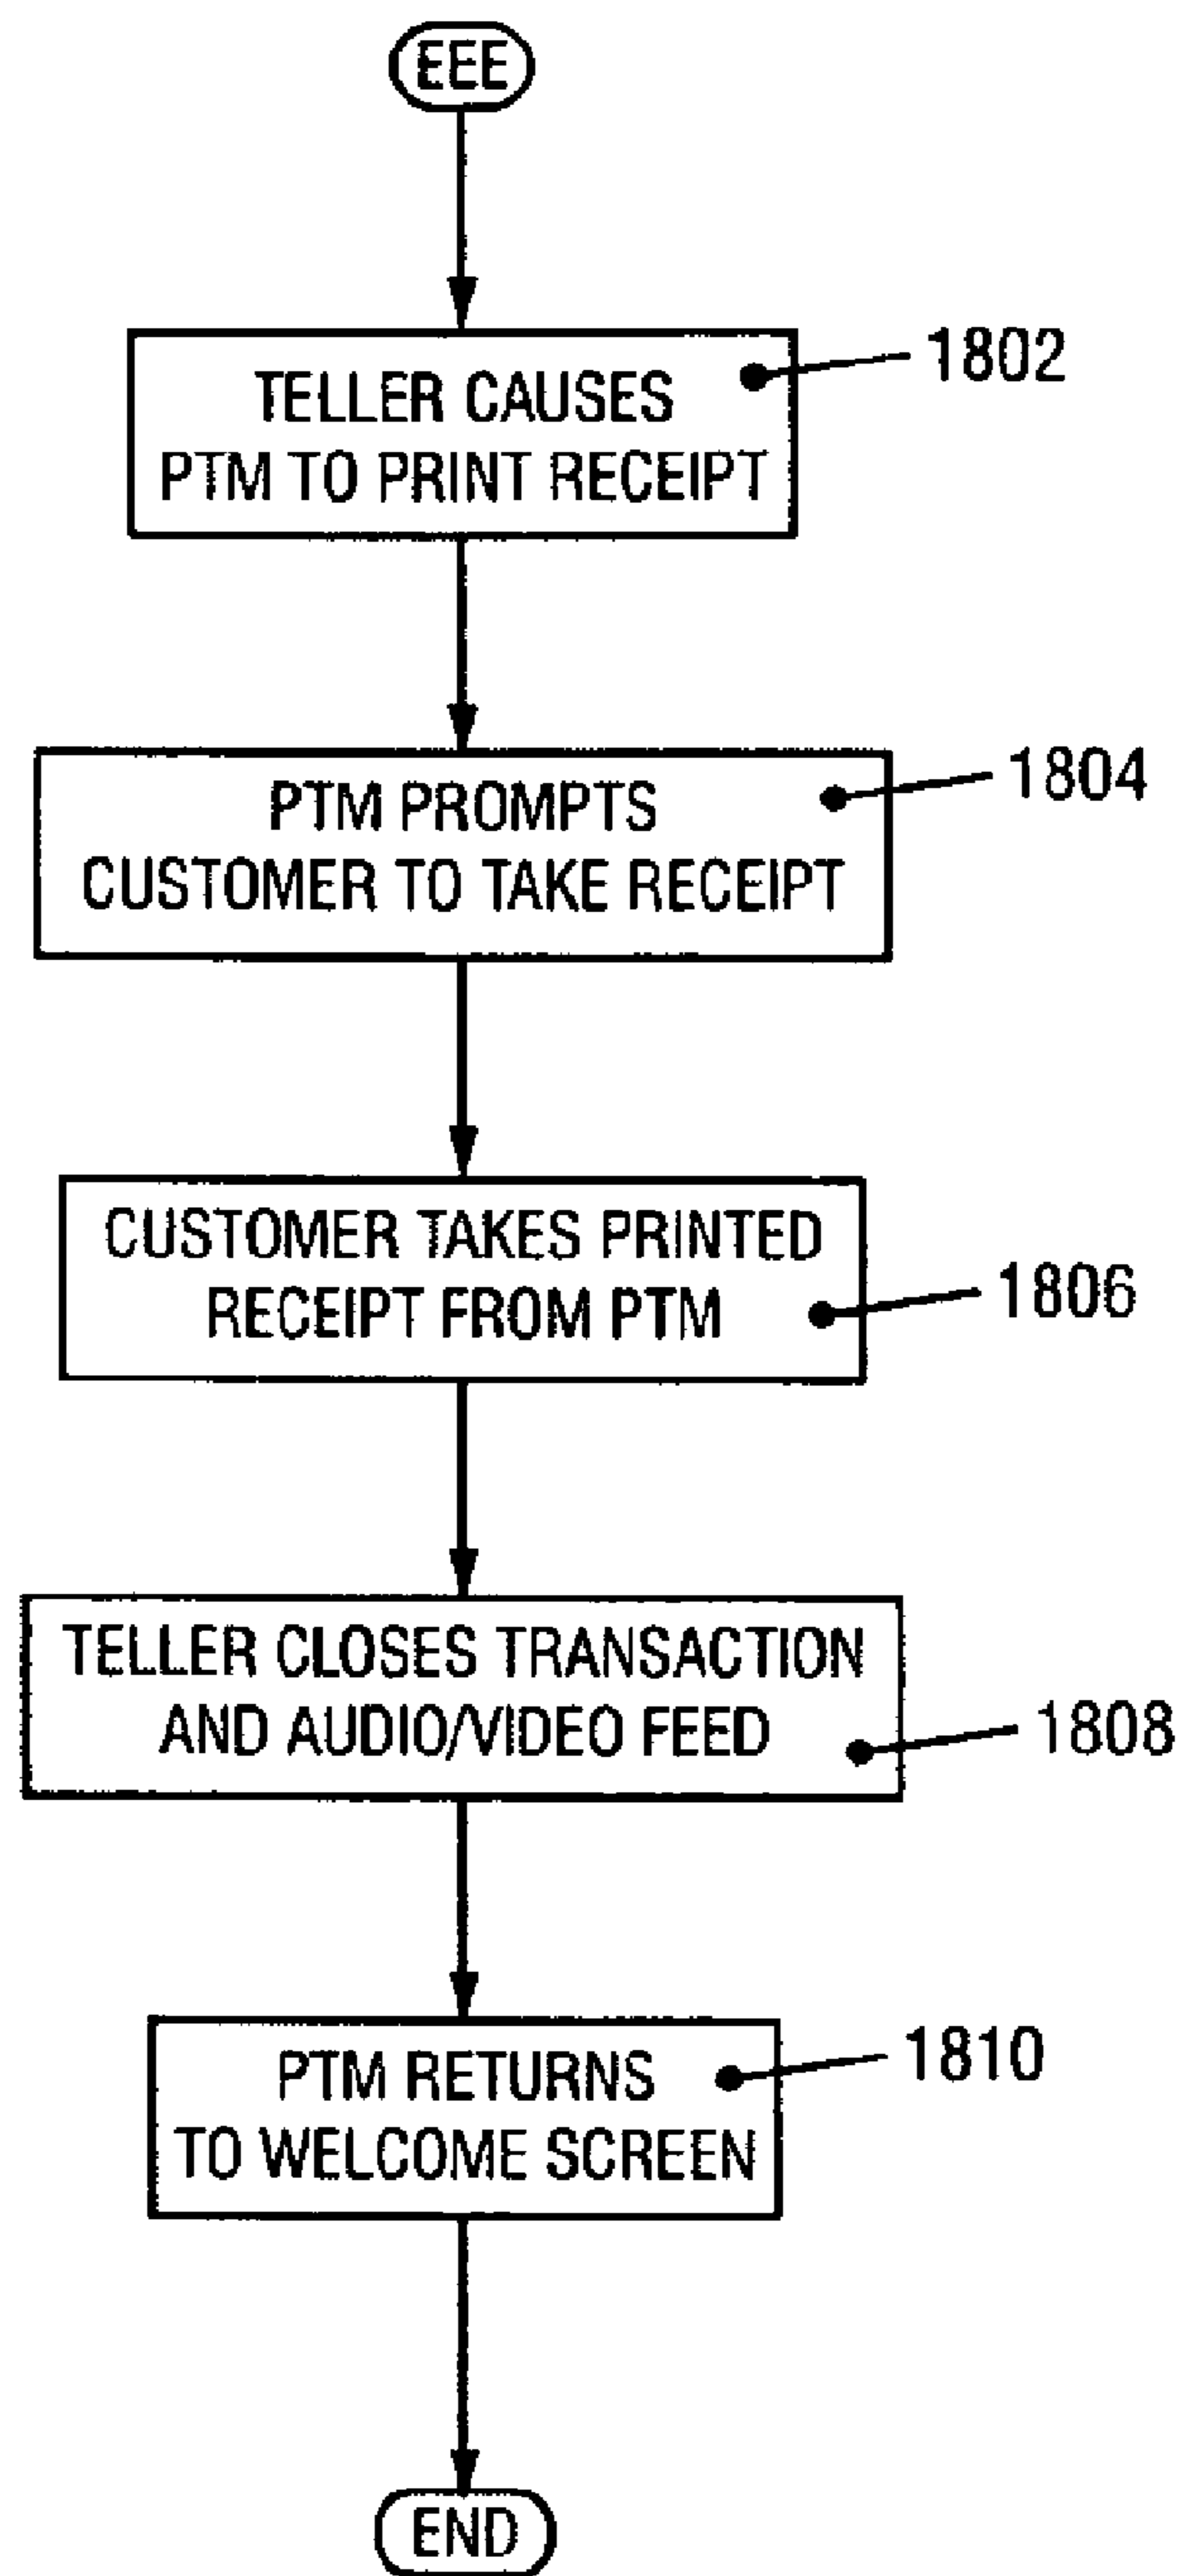 EEE
TELLER CAUSES
PTM TO PRINT RECEIPT
1802
PTM PROMPTS
CUSTOMER TO TAKE RECEIPT
1804
CUSTOMER TAKES PRINTED
RECEIPT FROM PTM
1806
TELLER CLOSES TRANSACTION
AND AUDIO/VIDEO FEED
1808
PTM RETURNS
TO WELCOME SCREEN
1810
END